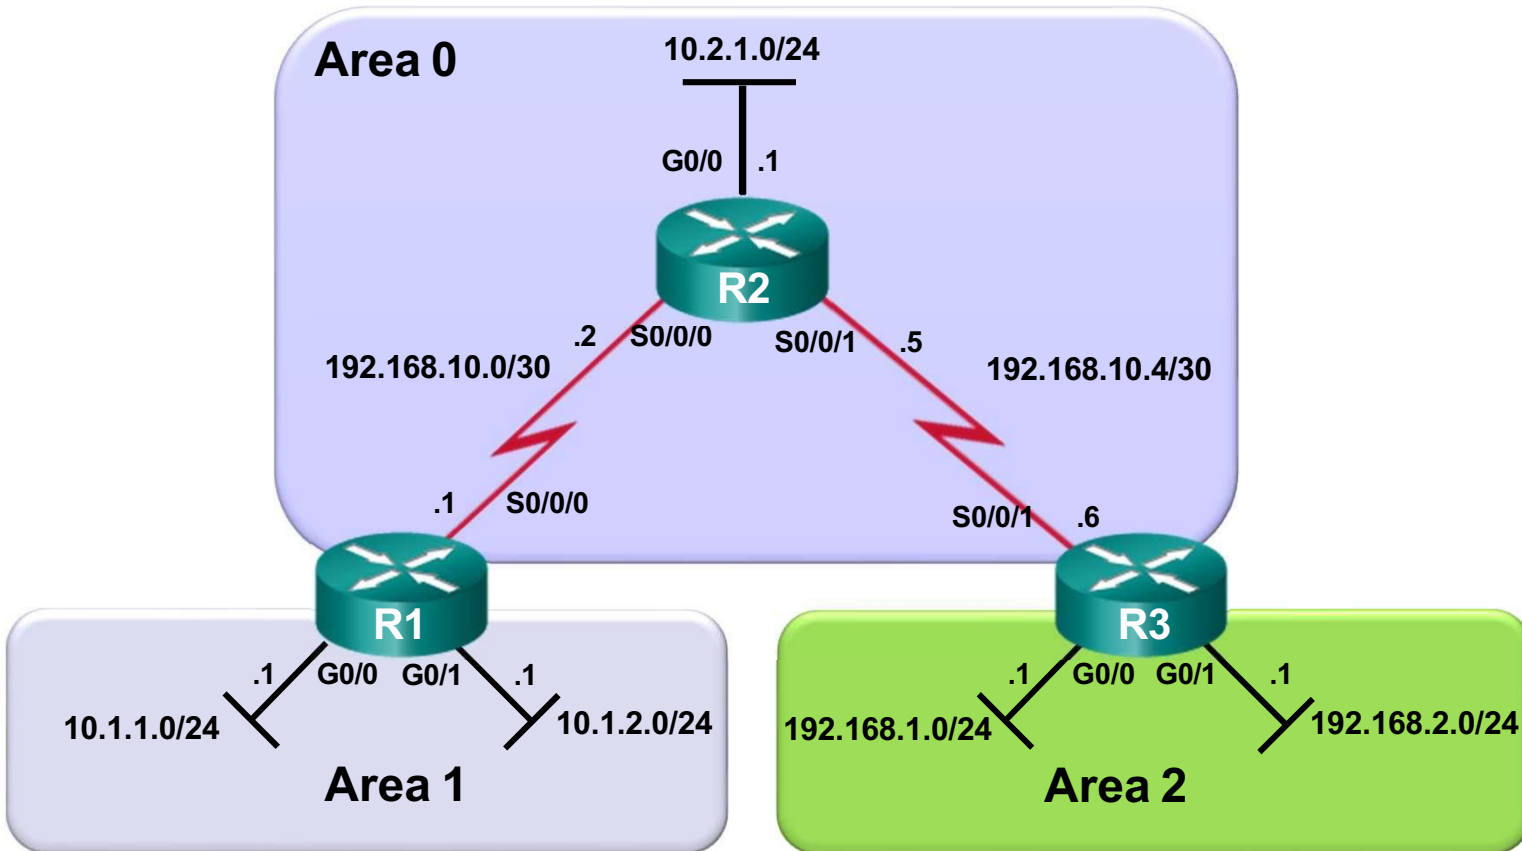 Area 0
10.2.1.0/24
G0/0
.1
R2
.2
S0/0/0
S0/0/1
.5
192.168.10.0/30
192.168.10.4/30
.1
S0/0/0
S0/0/1
.6
R1
R3
.1
G0/0
G0/1
.1
10.1.1.0/24
10.1.2.0/24
Area 1
.1
G0/0
G0/1
.1
192.168.1.0/24
192.168.2.0/24
Area 2